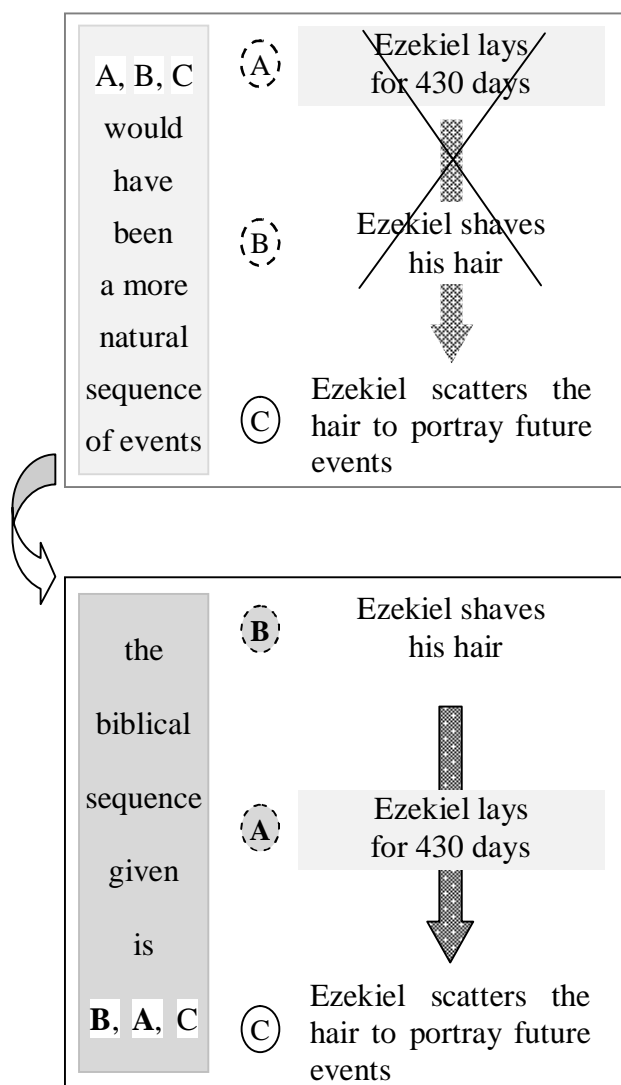 A, B, C
would
have
been
a more
natural
sequence
of events
A
Ezekiel lays
for 430 days
B
Ezekiel shaves
his hair
C
Ezekiel scatters the
hair to portray future
events
the
biblical
sequence
given
is
B, A, C
B
Ezekiel shaves
his hair
A
Ezekiel lays
for 430 days
C
Ezekiel scatters the
hair to portray future
events